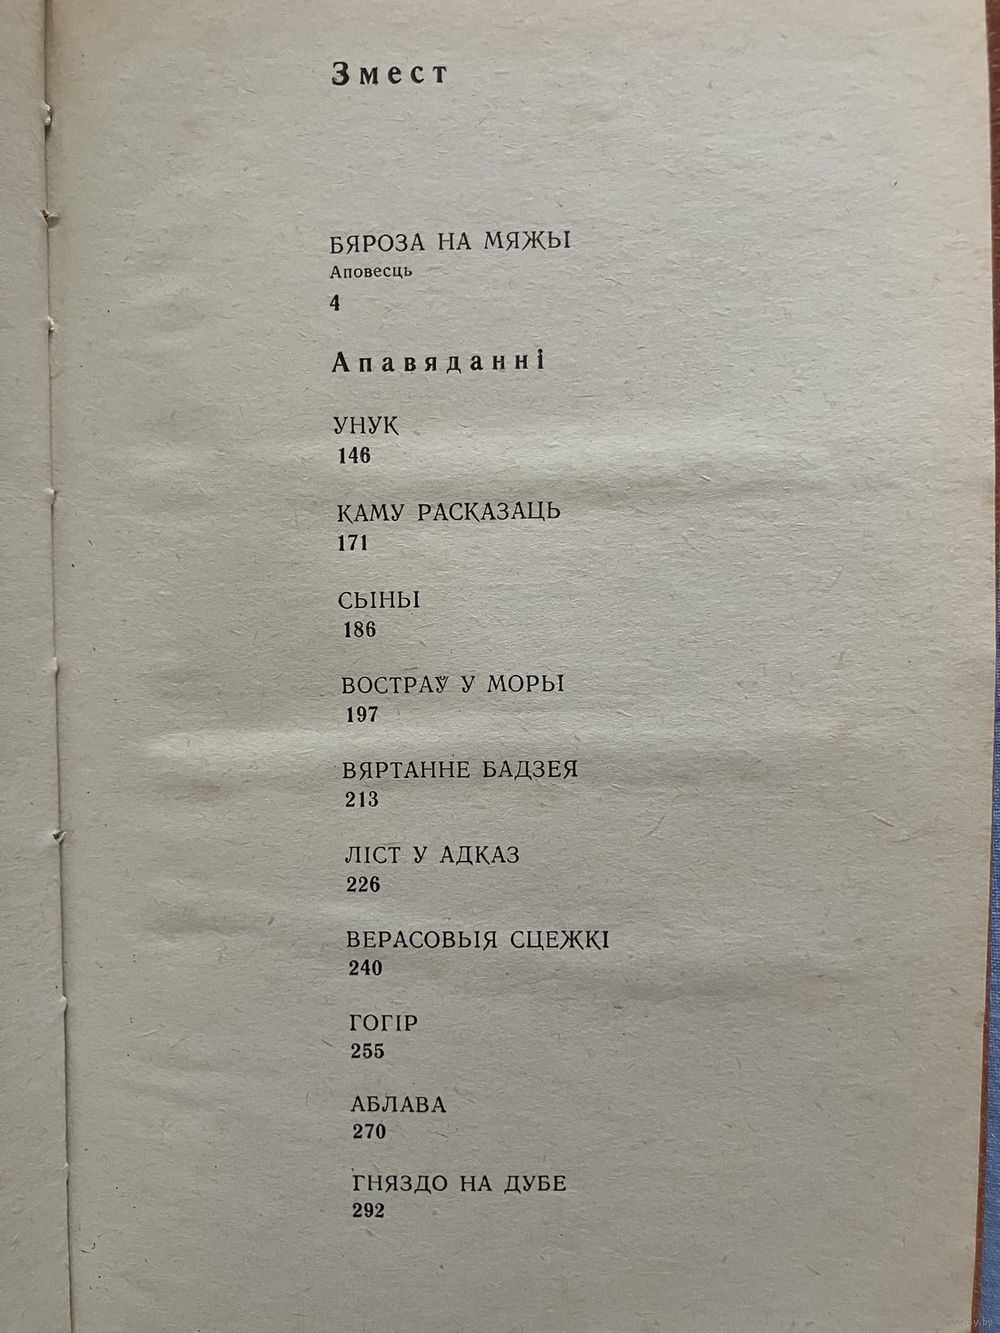 Змест
БЯРОЗА НА МЯЖЫ
Аповесць
4
Апавяданні
УНУК
146
КАМУ РАСКАЗАЦЬ
171
СЫНЫ
186
ВОСТРАЎ У МОРЫ
197
ВЯРТАННЕ БАДЗЕЯ
213
ЛІСТ У АДКАЗ
226
ВЕРАСОВЫЯ СЦЕЖКІ
240
ГОГІР
255
АБЛАВА
270
ГНЯЗДО НА ДУБЕ
292